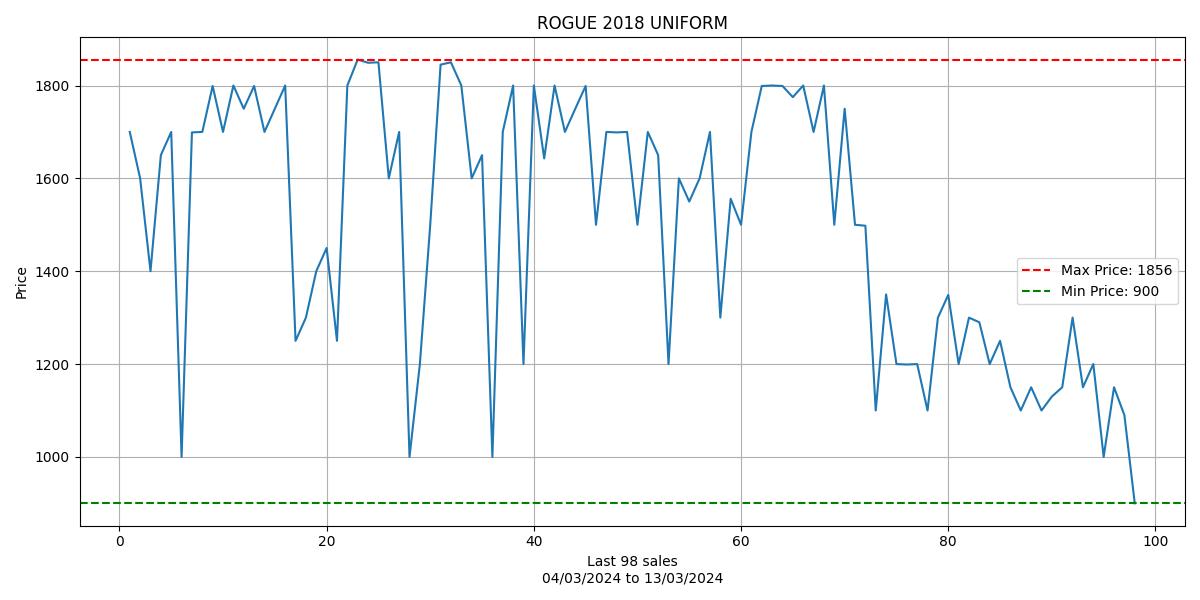 ROGUE 2018 UNIFORM
Price
1800
1600
1400
1200
1000
Max Price: 1856
Min Price: 900
0 20 40 60 80 100
Last 98 sales
04/03/2024 to 13/03/2024